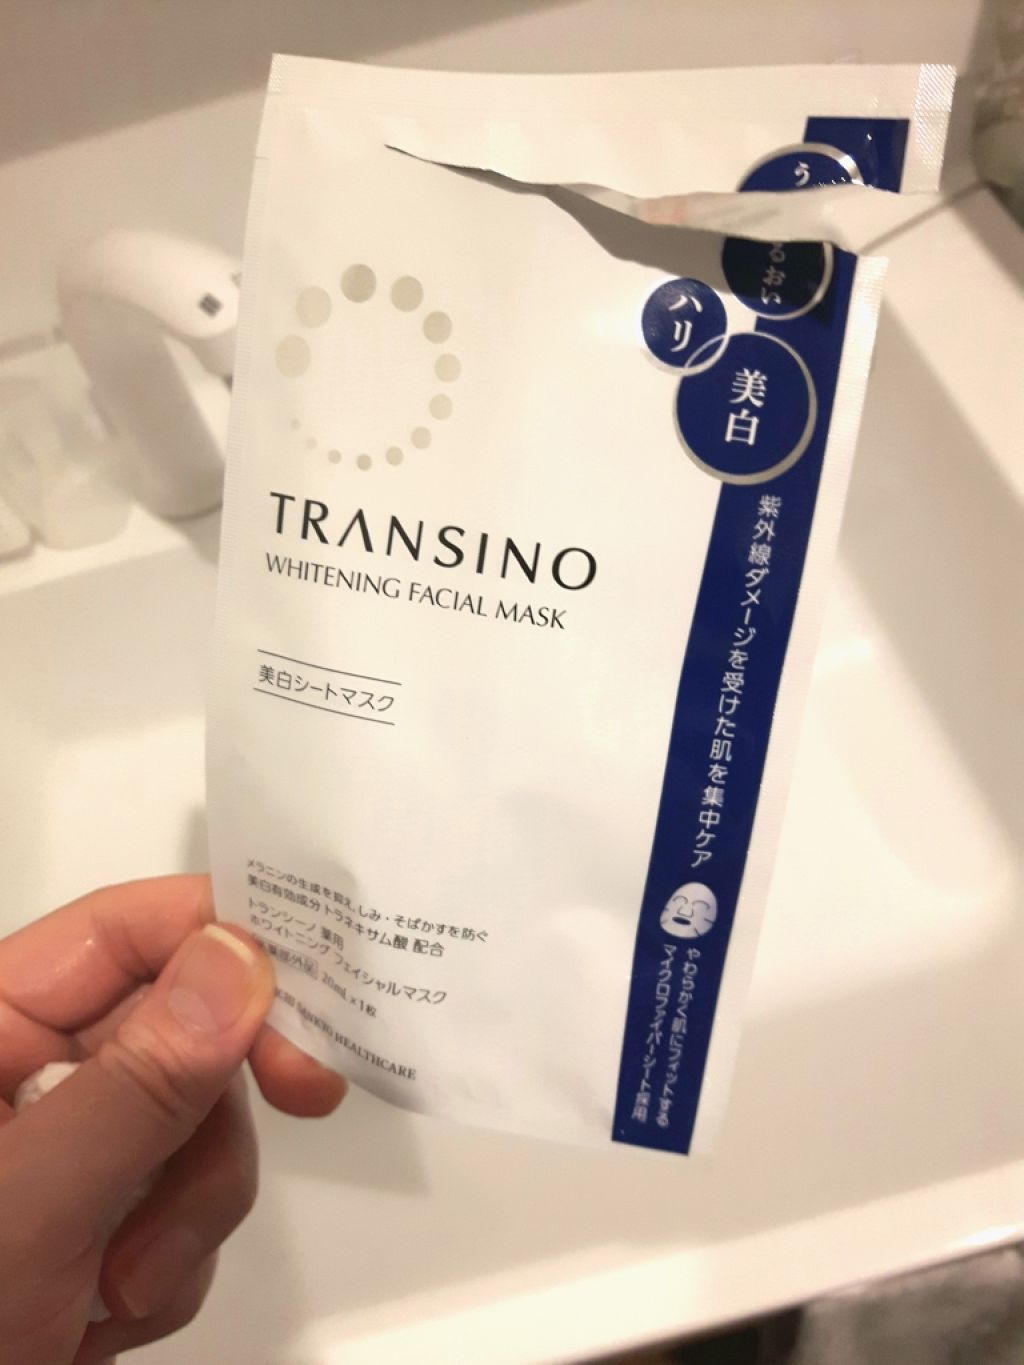 うるおい
ハリ
美白
TRANSINO
WHITENING FACIAL MASK
美白シートマスク
紫外線ダメージを受けた肌を集中ケア
やわらかく肌にフィットする
マイクロファイバーシート採用
メラニンの生成を抑え、しみ・そばかすを防ぐ
美白有効成分 トラネキサム酸 配合
トランシーノ 薬用
ホワイトニング フェイシャルマスク
薬部外品 20mL×1枚
SANKYO HEALTHCARE